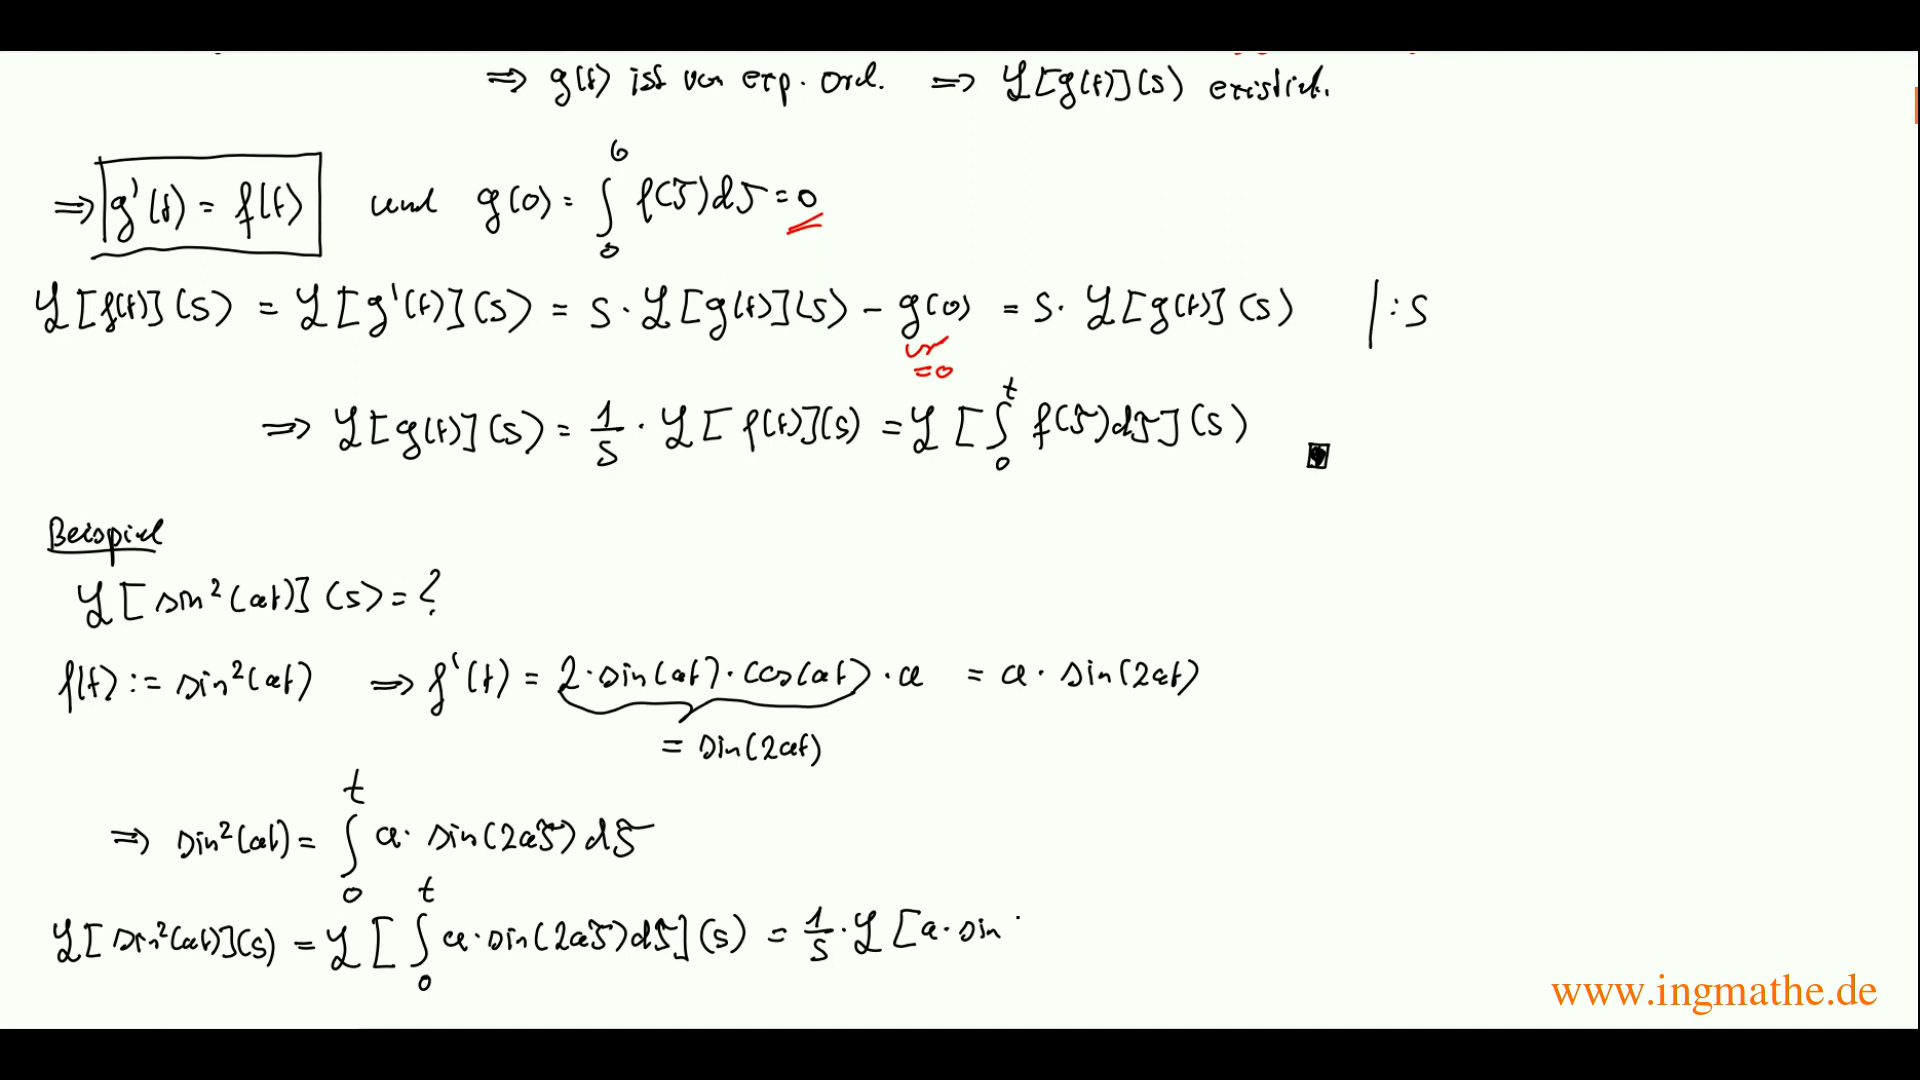 ⇒ g(t) ist von exp. Ord. ⇒ ℒ[g(t)](s) existiert.
⇒ g'(t) = f(t) und g(0) = ∫₀⁰ f(τ)dτ = 0
ℒ[f(t)](s) = ℒ[g'(t)](s) = s · ℒ[g(t)](s) − g(0) = s · ℒ[g(t)](s) | : s
=0
⇒ ℒ[g(t)](s) = 1/s · ℒ[f(t)](s) = ℒ[∫₀ᵗ f(τ)dτ](s)
Beispiel
ℒ[sin²(at)](s) = ?
f(t) := sin²(at) ⇒ f'(t) = 2 · sin(at) · cos(at) · a = a · sin(2at)
= sin(2at)
⇒ sin²(at) = ∫₀ᵗ a · sin(2aτ)dτ
ℒ[sin²(at)](s) = ℒ[∫₀ᵗ a · sin(2aτ)dτ](s) = 1/s · ℒ[a · sin
www.ingmathe.de